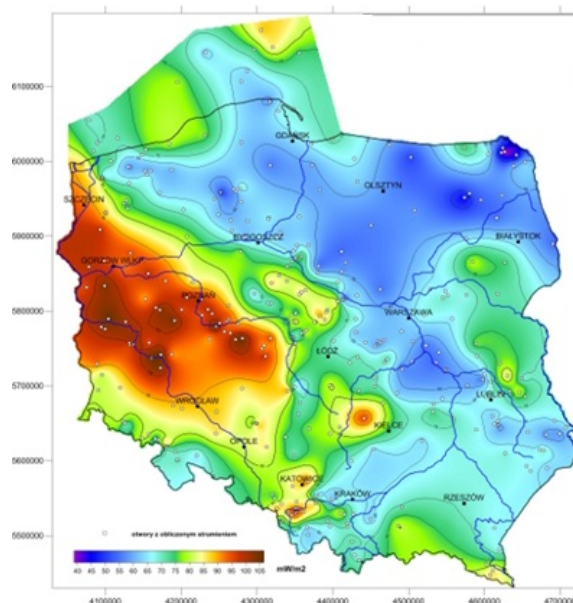 6100000
GDAŃSK
6000000
OLSZTYN
SZCZECIN
5900000
BYDGOSZCZ
BIAŁYSTOK
GORZÓW WLKP
POZNAŃ
5800000
WARSZAWA
ŁÓDŹ
5700000
LUBLIN
WROCŁAW
KIELCE
OPOLE
5600000
KATOWICE
KRAKÓW
RZESZÓW
5500000
otwory z obliczonym strumieniem
40 45 50 55 60 65 70 75 80 85 90 95 100 105
mW/m2
4100000 4200000 4300000 4400000 4500000 4600000